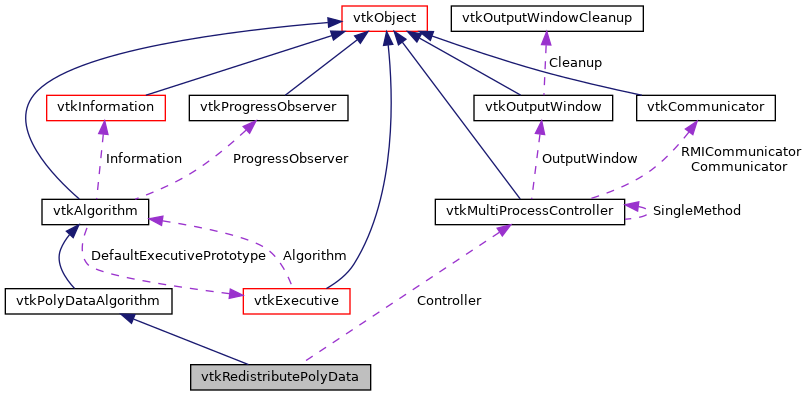 vtkObject
vtkOutputWindowCleanup
Cleanup
vtkInformation
vtkProgressObserver
vtkOutputWindow
vtkCommunicator
Information
ProgressObserver
OutputWindow
RMICommunicator
Communicator
vtkAlgorithm
vtkMultiProcessController
SingleMethod
DefaultExecutivePrototype
Algorithm
vtkPolyDataAlgorithm
vtkExecutive
Controller
vtkRedistributePolyData